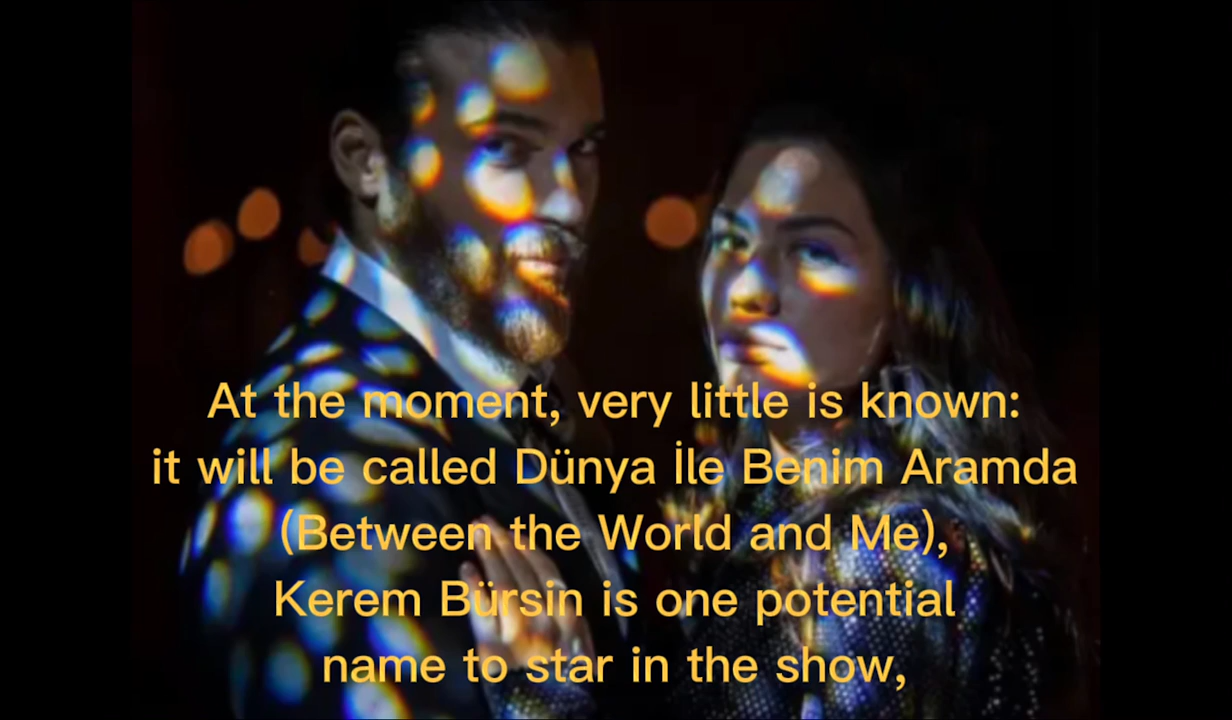 At the moment, very little is known:
it will be called Dünya İle Benim Aramda
(Between the World and Me),
Kerem Bürsin is one potential
name to star in the show,